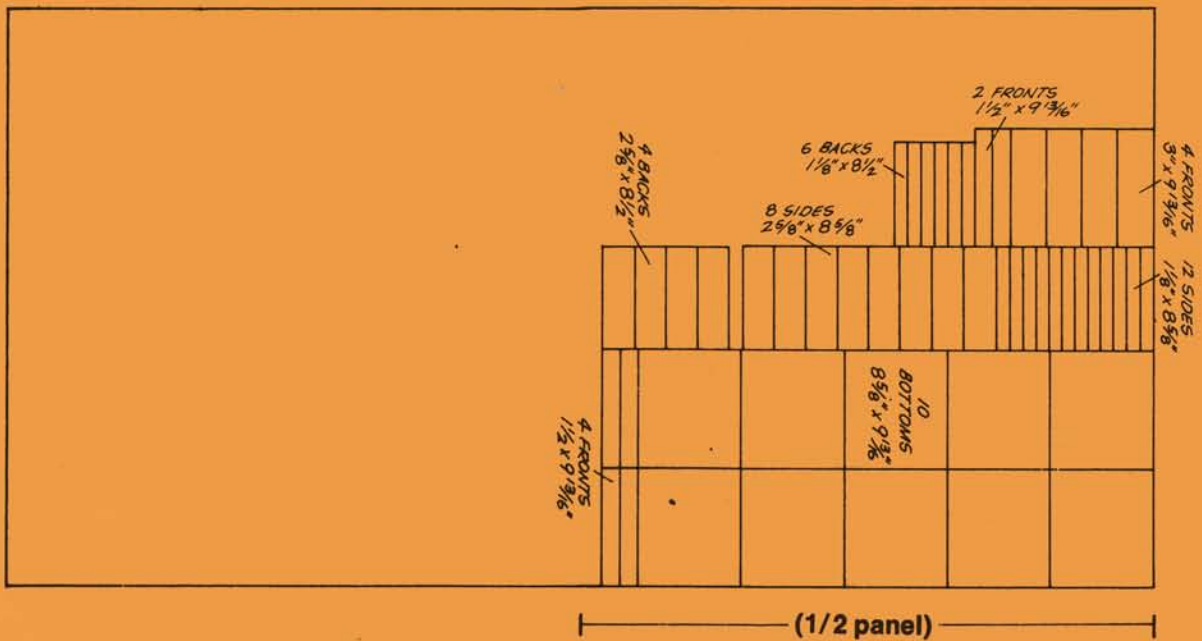 2 FRONTS
1½" x 9 13/16"
6 BACKS
1⅛" x 8½"
4 FRONTS
3" x 9 13/16"
4 BACKS
2⅝" x 8½"
8 SIDES
2⅝" x 8⅝"
12 SIDES
1⅛" x 8⅝"
10
BOTTOMS
8⅝" x 9 13/16"
4 FRONTS
1½ x 9 13/16"
(1/2 panel)